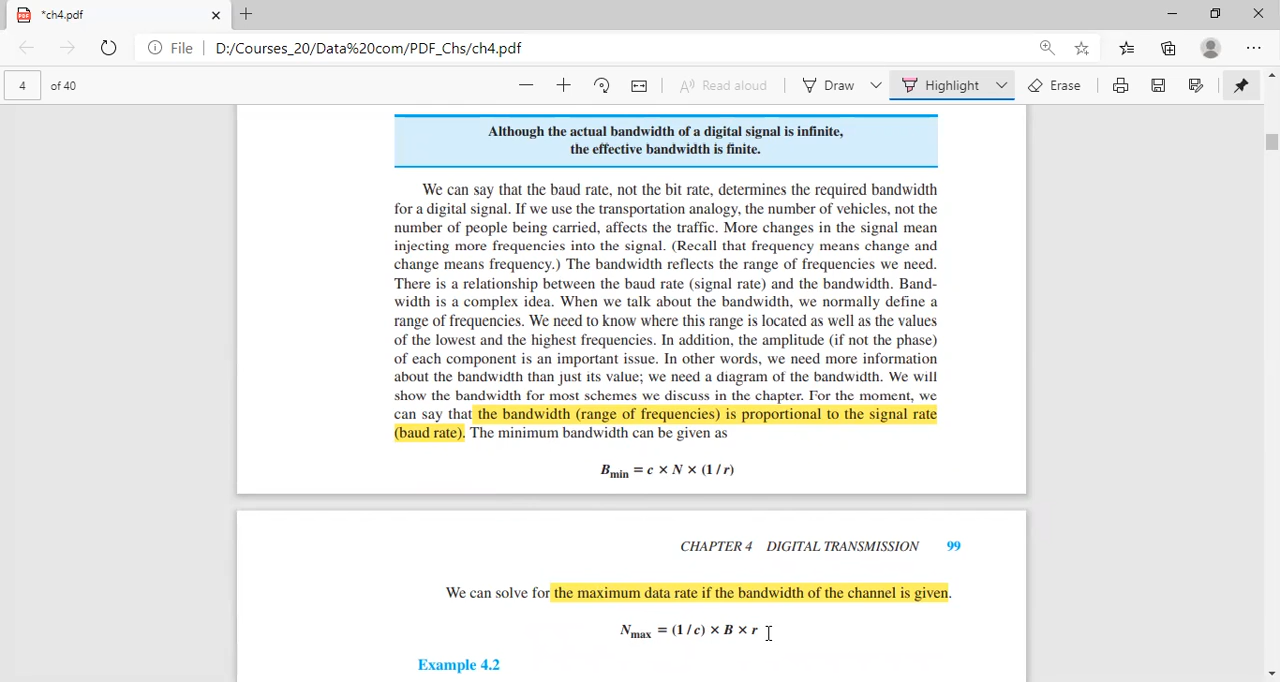 *ch4.pdf
File
D:/Courses_20/Data%20com/PDF_Chs/ch4.pdf
4 of 40
Read aloud
Draw
Highlight
Erase
Although the actual bandwidth of a digital signal is infinite,
the effective bandwidth is finite.
We can say that the baud rate, not the bit rate, determines the required bandwidth
for a digital signal. If we use the transportation analogy, the number of vehicles, not the
number of people being carried, affects the traffic. More changes in the signal mean
injecting more frequencies into the signal. (Recall that frequency means change and
change means frequency.) The bandwidth reflects the range of frequencies we need.
There is a relationship between the baud rate (signal rate) and the bandwidth. Band-
width is a complex idea. When we talk about the bandwidth, we normally define a
range of frequencies. We need to know where this range is located as well as the values
of the lowest and the highest frequencies. In addition, the amplitude (if not the phase)
of each component is an important issue. In other words, we need more information
about the bandwidth than just its value; we need a diagram of the bandwidth. We will
show the bandwidth for most schemes we discuss in the chapter. For the moment, we
can say that the bandwidth (range of frequencies) is proportional to the signal rate
(baud rate). The minimum bandwidth can be given as
Bmin = c × N × (1/r)
CHAPTER 4 DIGITAL TRANSMISSION 99
We can solve for the maximum data rate if the bandwidth of the channel is given.
Nmax = (1/c) × B × r
Example 4.2